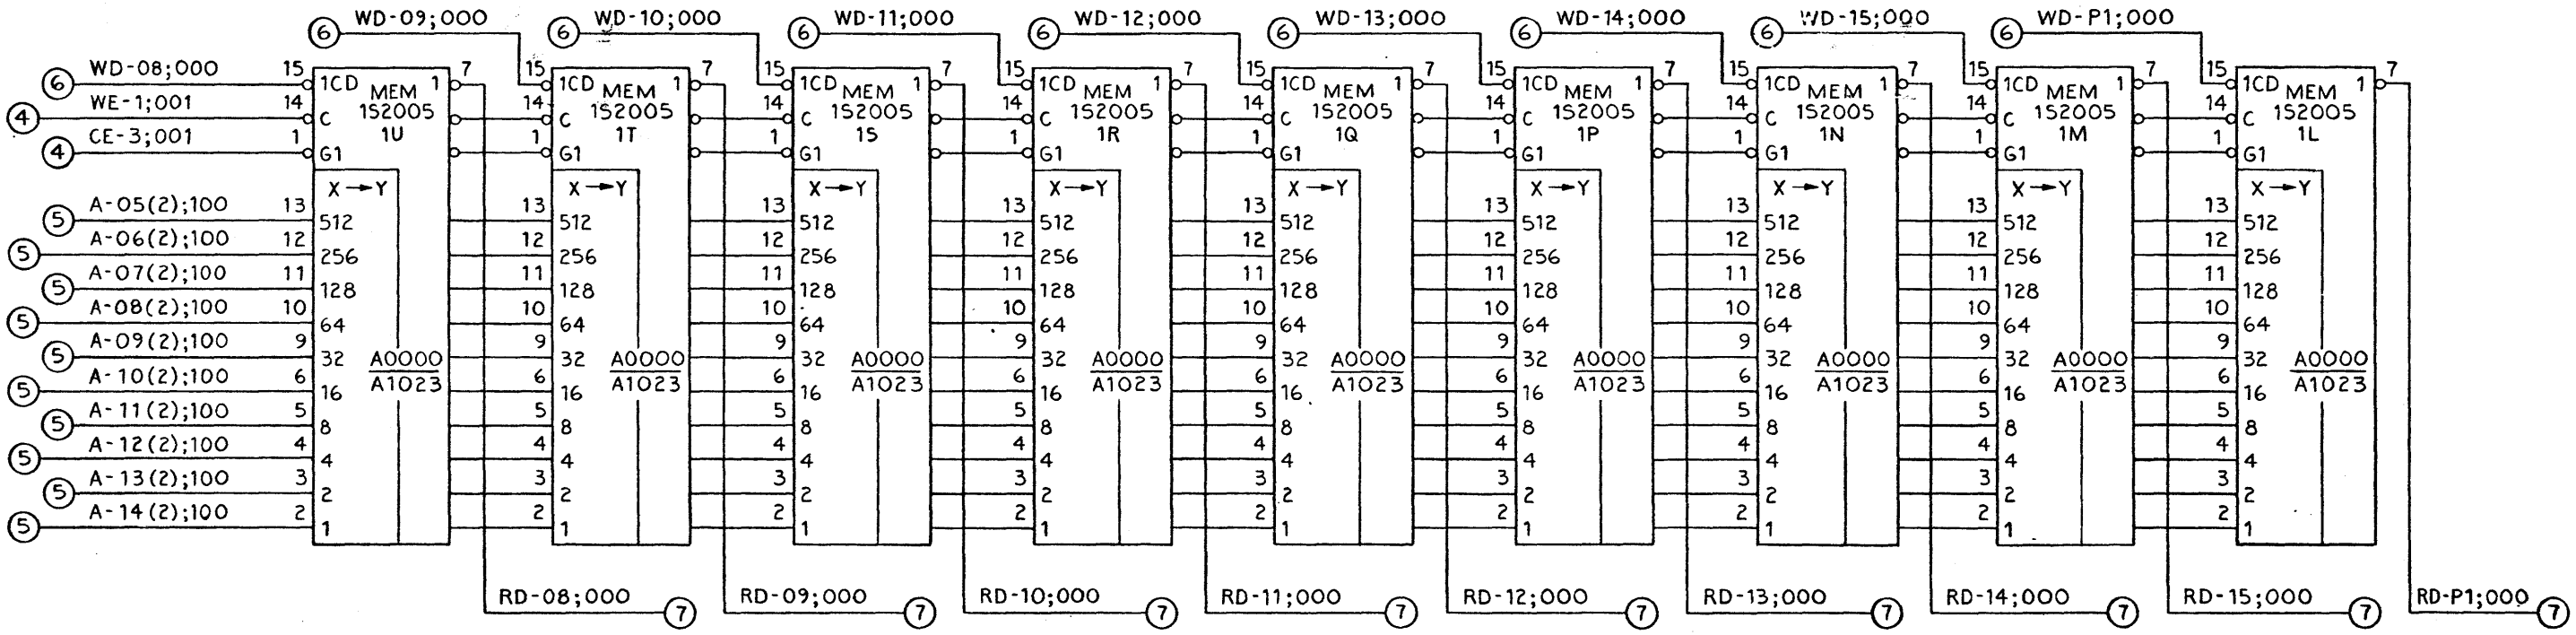 WD-09;000 WD-10;000 WD-11;000 WD-12;000 WD-13;000 WD-14;000 WD-15;000 WD-P1;000
6 6 6 6 6 6 6 6
6 WD-08;000 15 1CD MEM 1 7 15 1CD MEM 1 7 15 1CD MEM 1 7 15 1CD MEM 1 7 15 1CD MEM 1 7 15 1CD MEM 1 7 15 1CD MEM 1 7 15 1CD MEM 1 7 15 1CD MEM 1 7
1S2005 1S2005 1S2005 1S2005 1S2005 1S2005 1S2005 1S2005 1S2005
4 WE-1;001 14 C 14 C 14 C 14 C 14 C 14 C 14 C 14 C 14 C
1U 1T 1S 1R 1Q 1P 1N 1M 1L
4 CE-3;001 1 G1 1 G1 1 G1 1 G1 1 G1 1 G1 1 G1 1 G1 1 G1
X→Y X→Y X→Y X→Y X→Y X→Y X→Y X→Y X→Y
5 A-05(2);100 13 512 13 512 13 512 13 512 13 512 13 512 13 512 13 512 13 512
5 A-06(2);100 12 256 12 256 12 256 12 256 12 256 12 256 12 256 12 256 12 256
5 A-07(2);100 11 128 11 128 11 128 11 128 11 128 11 128 11 128 11 128 11 128
5 A-08(2);100 10 64 10 64 10 64 10 64 10 64 10 64 10 64 10 64 10 64
5 A-09(2);100 9 32 9 32 9 32 9 32 9 32 9 32 9 32 9 32 9 32
A0000 A0000 A0000 A0000 A0000 A0000 A0000 A0000 A0000
A1023 A1023 A1023 A1023 A1023 A1023 A1023 A1023 A1023
5 A-10(2);100 6 16 6 16 6 16 6 16 6 16 6 16 6 16 6 16 6 16
5 A-11(2);100 5 8 5 8 5 8 5 8 5 8 5 8 5 8 5 8 5 8
5 A-12(2);100 4 4 4 4 4 4 4 4 4 4 4 4 4 4 4 4 4 4
5 A-13(2);100 3 2 3 2 3 2 3 2 3 2 3 2 3 2 3 2 3 2
5 A-14(2);100 2 1 2 1 2 1 2 1 2 1 2 1 2 1 2 1 2 1
RD-08;000 7 RD-09;000 7 RD-10;000 7 RD-11;000 7 RD-12;000 7 RD-13;000 7 RD-14;000 7 RD-15;000 7 RD-P1;000 7